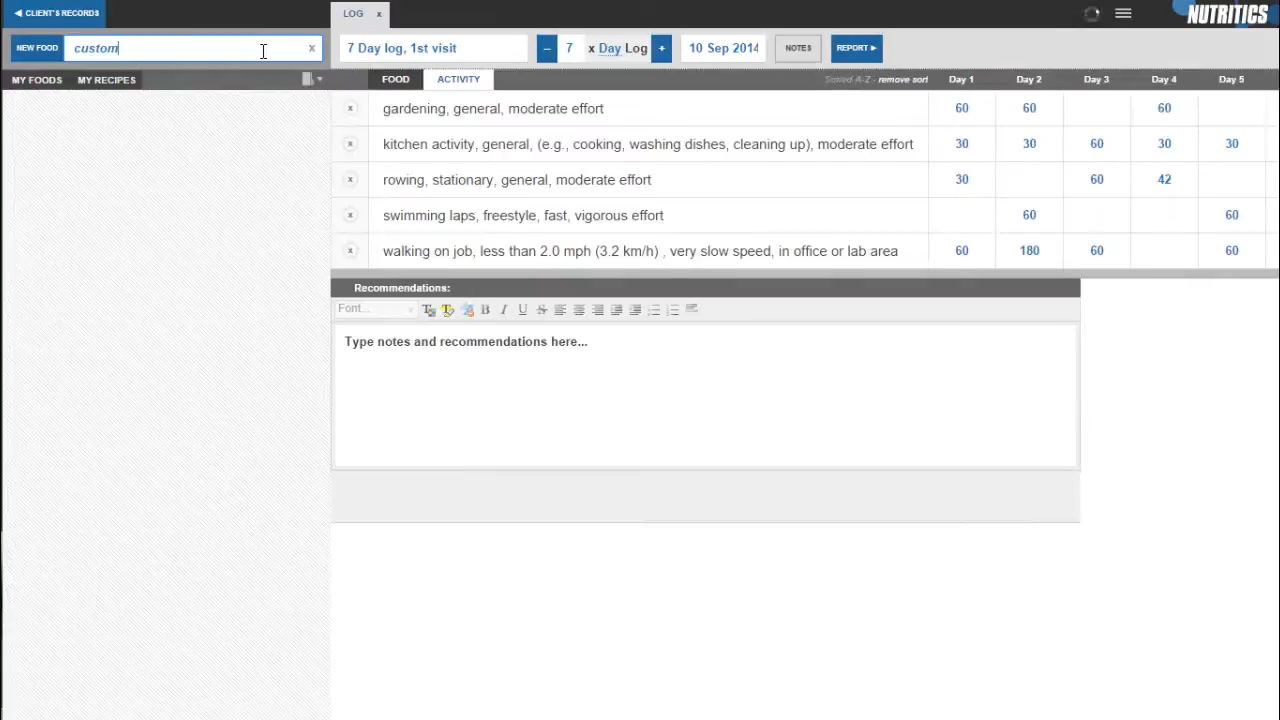 CLIENT'S RECORDS
LOG x
NUTRITICS
NEW FOOD custom x
7 Day log, 1st visit
– 7 x Day Log +
10 Sep 2014
NOTES
REPORT
MY FOODS MY RECIPES
FOOD ACTIVITY Sorted A-Z - remove sort Day 1 Day 2 Day 3 Day 4 Day 5
x gardening, general, moderate effort 60 60 60
x kitchen activity, general, (e.g., cooking, washing dishes, cleaning up), moderate effort 30 30 60 30 30
x rowing, stationary, general, moderate effort 30 60 42
x swimming laps, freestyle, fast, vigorous effort 60 60
x walking on job, less than 2.0 mph (3.2 km/h) , very slow speed, in office or lab area 60 180 60 60
Recommendations:
Font... B I U S
Type notes and recommendations here...